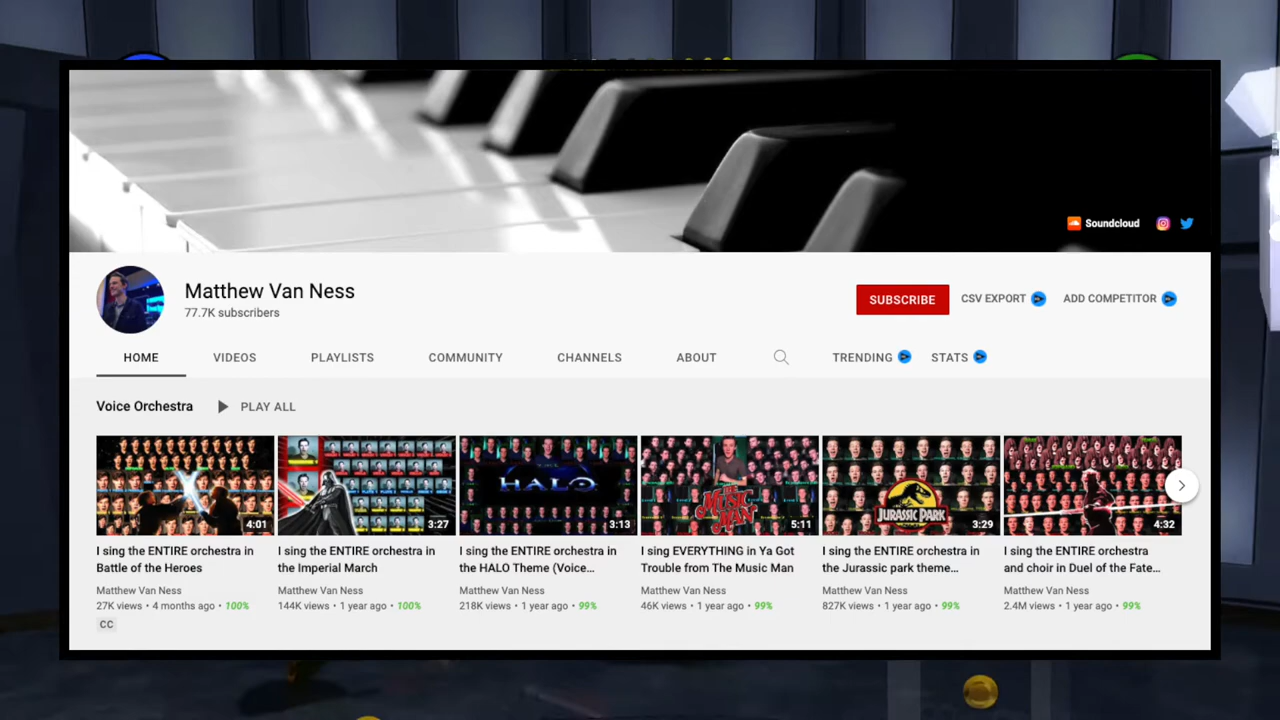 Soundcloud
Matthew Van Ness
77.7K subscribers
SUBSCRIBE
CSV EXPORT
ADD COMPETITOR
HOME
VIDEOS
PLAYLISTS
COMMUNITY
CHANNELS
ABOUT
TRENDING
STATS
Voice Orchestra
PLAY ALL
4:01
I sing the ENTIRE orchestra in
Battle of the Heroes
Matthew Van Ness
27K views • 4 months ago • 100%
CC
3:27
I sing the ENTIRE orchestra in
the Imperial March
Matthew Van Ness
144K views • 1 year ago • 100%
HALO
3:13
I sing the ENTIRE orchestra in
the HALO Theme (Voice...
Matthew Van Ness
218K views • 1 year ago • 99%
THE
MUSIC
MAN
5:11
I sing EVERYTHING in Ya Got
Trouble from The Music Man
Matthew Van Ness
46K views • 1 year ago • 99%
JURASSIC PARK
3:29
I sing the ENTIRE orchestra in
the Jurassic park theme...
Matthew Van Ness
827K views • 1 year ago • 99%
4:32
I sing the ENTIRE orchestra
and choir in Duel of the Fate...
Matthew Van Ness
2.4M views • 1 year ago • 99%